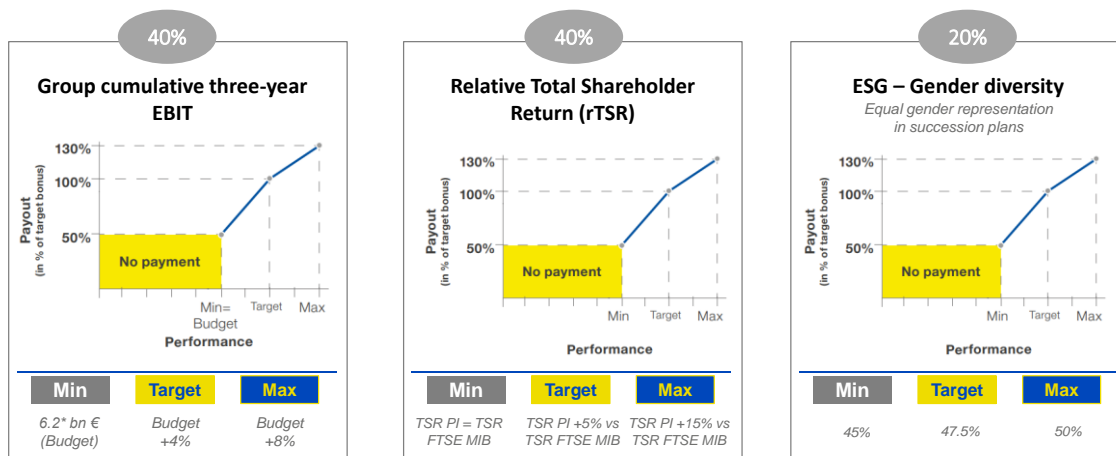 40%
Group cumulative three-year
EBIT
130%
100%
50%
Payout
(in % of target bonus)
No payment
Min=
Budget
Target
Max
Performance
Min
Target
Max
6.2* bn €
(Budget)
Budget
+4%
Budget
+8%
40%
Relative Total Shareholder
Return (rTSR)
130%
100%
50%
Payout
(in % of target bonus)
No payment
Min
Target
Max
Performance
Min
Target
Max
TSR PI = TSR
FTSE MIB
TSR PI +5% vs
TSR FTSE MIB
TSR PI +15% vs
TSR FTSE MIB
20%
ESG – Gender diversity
Equal gender representation
in succession plans
130%
100%
50%
Payout
(in % of target bonus)
No payment
Min
Target
Max
Performance
Min
Target
Max
45%
47.5%
50%